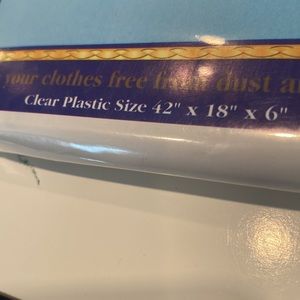 your clothes free from dust a
Clear Plastic Size 42" x 18" x 6"